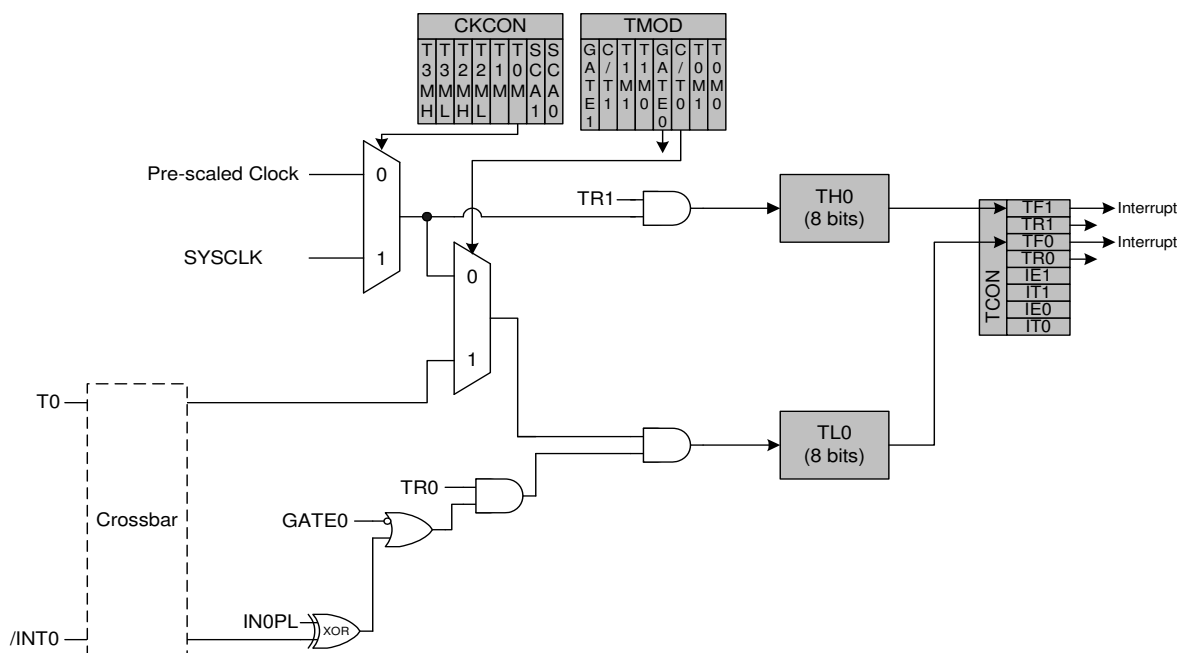 CKCON
T3MH
T3ML
T2MH
T2ML
T1M
T0M
SCA1
SCA0
TMOD
GATE1
C/T1
T1M1
T1M0
GATE0
C/T0
T0M1
T0M0
Pre-scaled Clock
0
SYSCLK
1
TR1
TH0
(8 bits)
TCON
TF1
TR1
TF0
TR0
IE1
IT1
IE0
IT0
Interrupt
Interrupt
0
1
T0
Crossbar
TL0
(8 bits)
TR0
GATE0
IN0PL
XOR
/INT0